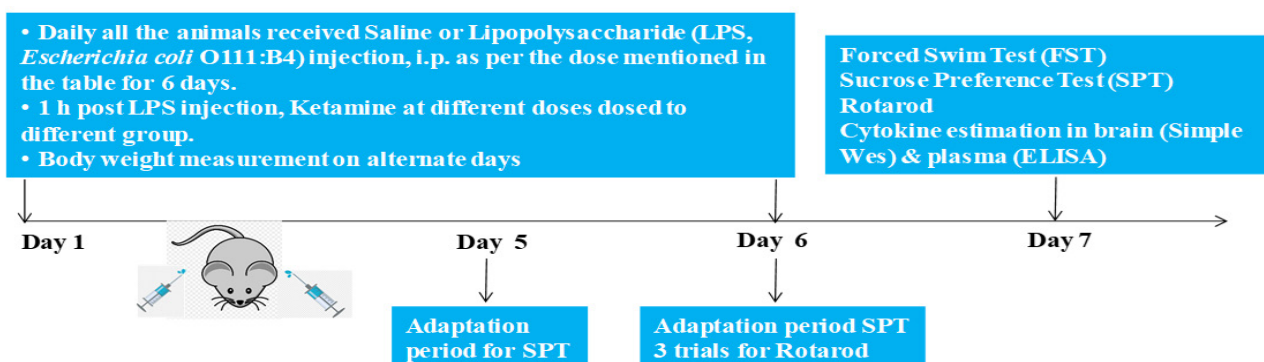 • Daily all the animals received Saline or Lipopolysaccharide (LPS,
Escherichia coli O111:B4) injection, i.p. as per the dose mentioned in
the table for 6 days.
• 1 h post LPS injection, Ketamine at different doses dosed to
different group.
• Body weight measurement on alternate days
Forced Swim Test (FST)
Sucrose Preference Test (SPT)
Rotarod
Cytokine estimation in brain (Simple
Wes) & plasma (ELISA)
Day 1
Day 5
Day 6
Day 7
Adaptation
period for SPT
Adaptation period SPT
3 trials for Rotarod